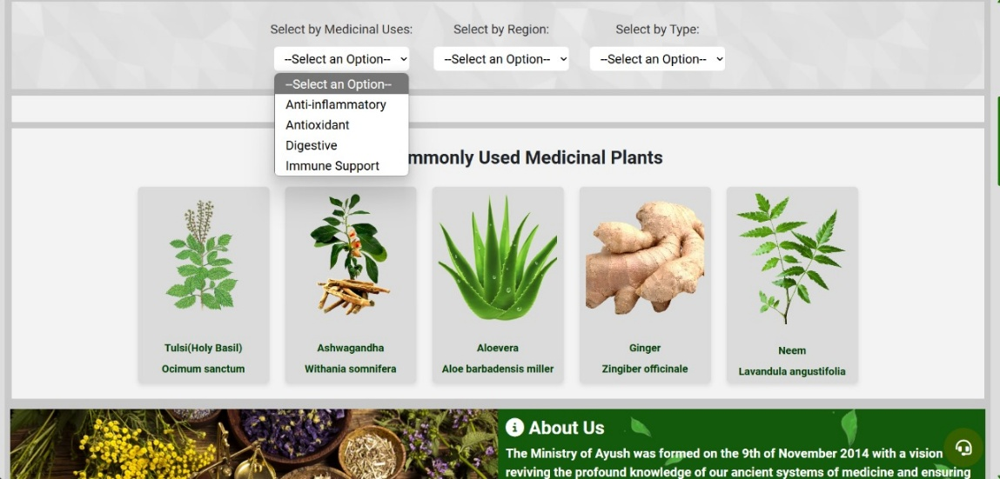 Select by Medicinal Uses: Select by Region: Select by Type:
--Select an Option-- --Select an Option-- --Select an Option--
--Select an Option--
Anti-inflammatory
Antioxidant
Digestive
Immune Support
mmonly Used Medicinal Plants
Tulsi(Holy Basil) Ashwagandha Aloevera Ginger Neem
Ocimum sanctum Withania somnifera Aloe barbadensis miller Zingiber officinale Lavandula angustifolia
About Us
The Ministry of Ayush was formed on the 9th of November 2014 with a vision
reviving the profound knowledge of our ancient systems of medicine and ensuring